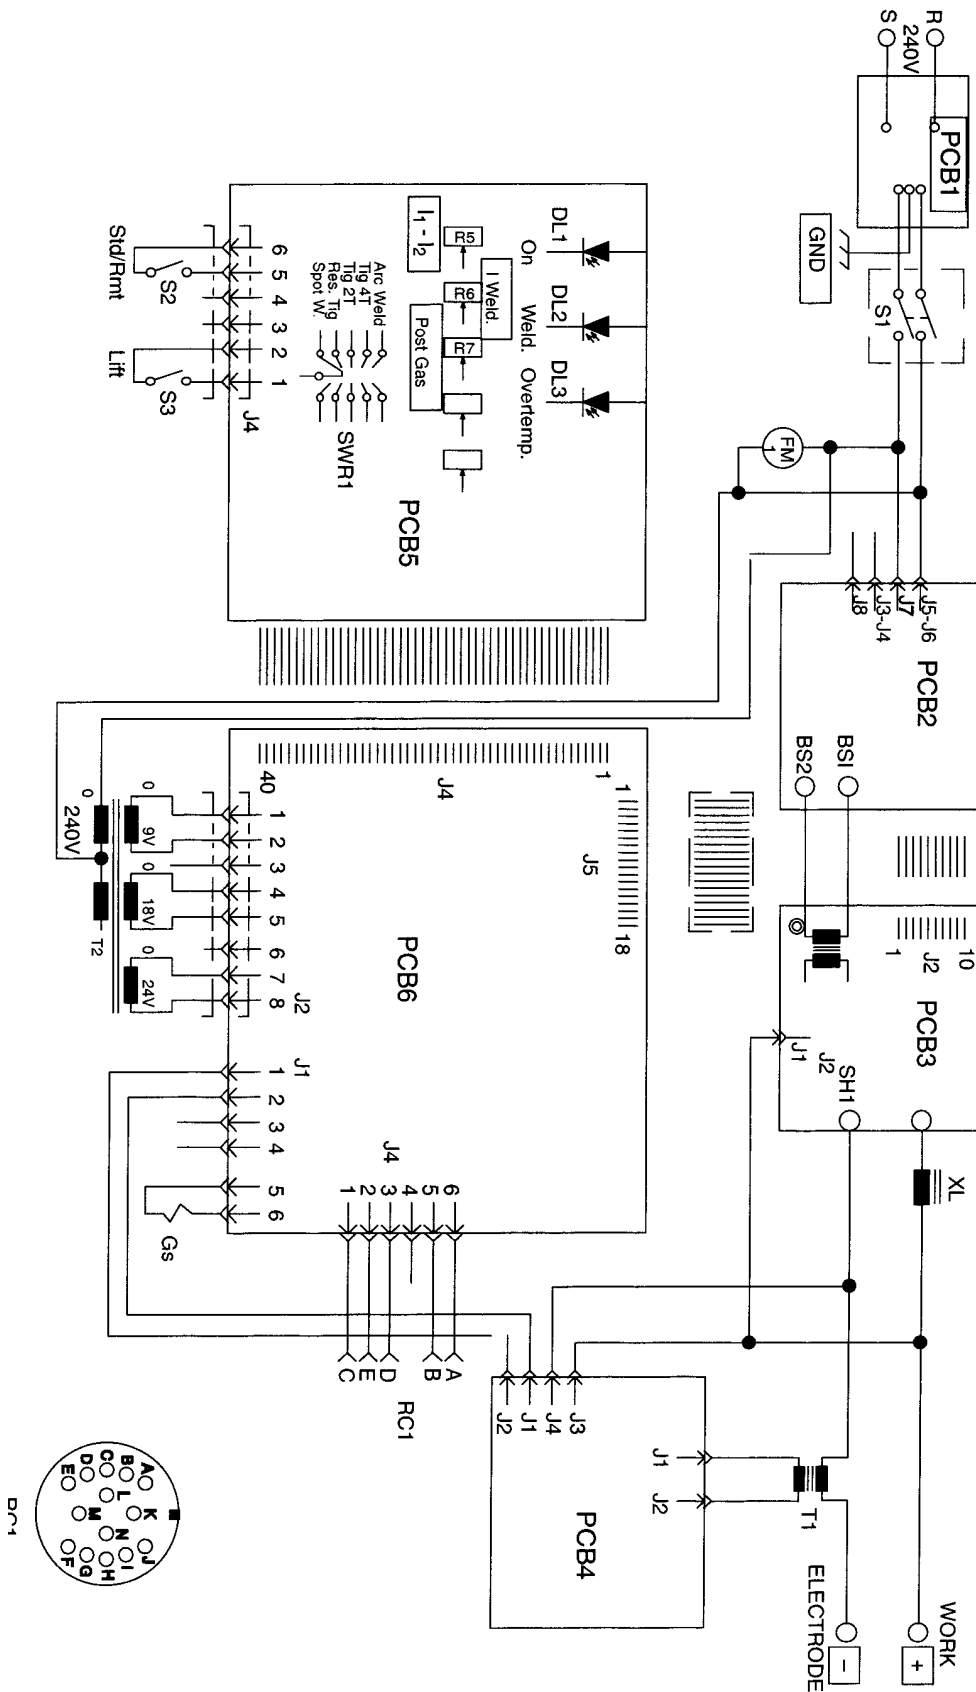 R
240V
S
PCB1
GND
S1
FM
1
J5-J6
J7
J3-J4
J8
PCB2
BS1
BS2
10
J2
1
PCB3
J1
J2
SH1
XL
WORK
+
ELECTRODE
-
T1
DL1
DL2
DL3
On
Weld.
Overtemp.
I1 - I2
R5
R6
R7
I Weld.
Post Gas
Arc Weld
Tig 4T
Tig 2T
Res. Tig
Spot W.
SWR1
PCB5
6 5 4 3 2 1
J4
S2
S3
Std/Rmt
Lift
1
J4
40
1
J5
18
PCB6
1 2 3 4 5 6 7 8
J2
J1
1 2 3 4 5 6
Gs
0
9V
0
18V
0
24V
0
240V
T2
J4
1 2 3 4 5 6
C E D B A
RC1
J2
J1
J4
J3
J1
J2
PCB4
A
B
C
D
E
F
G
H
I
J
K
L
M
N